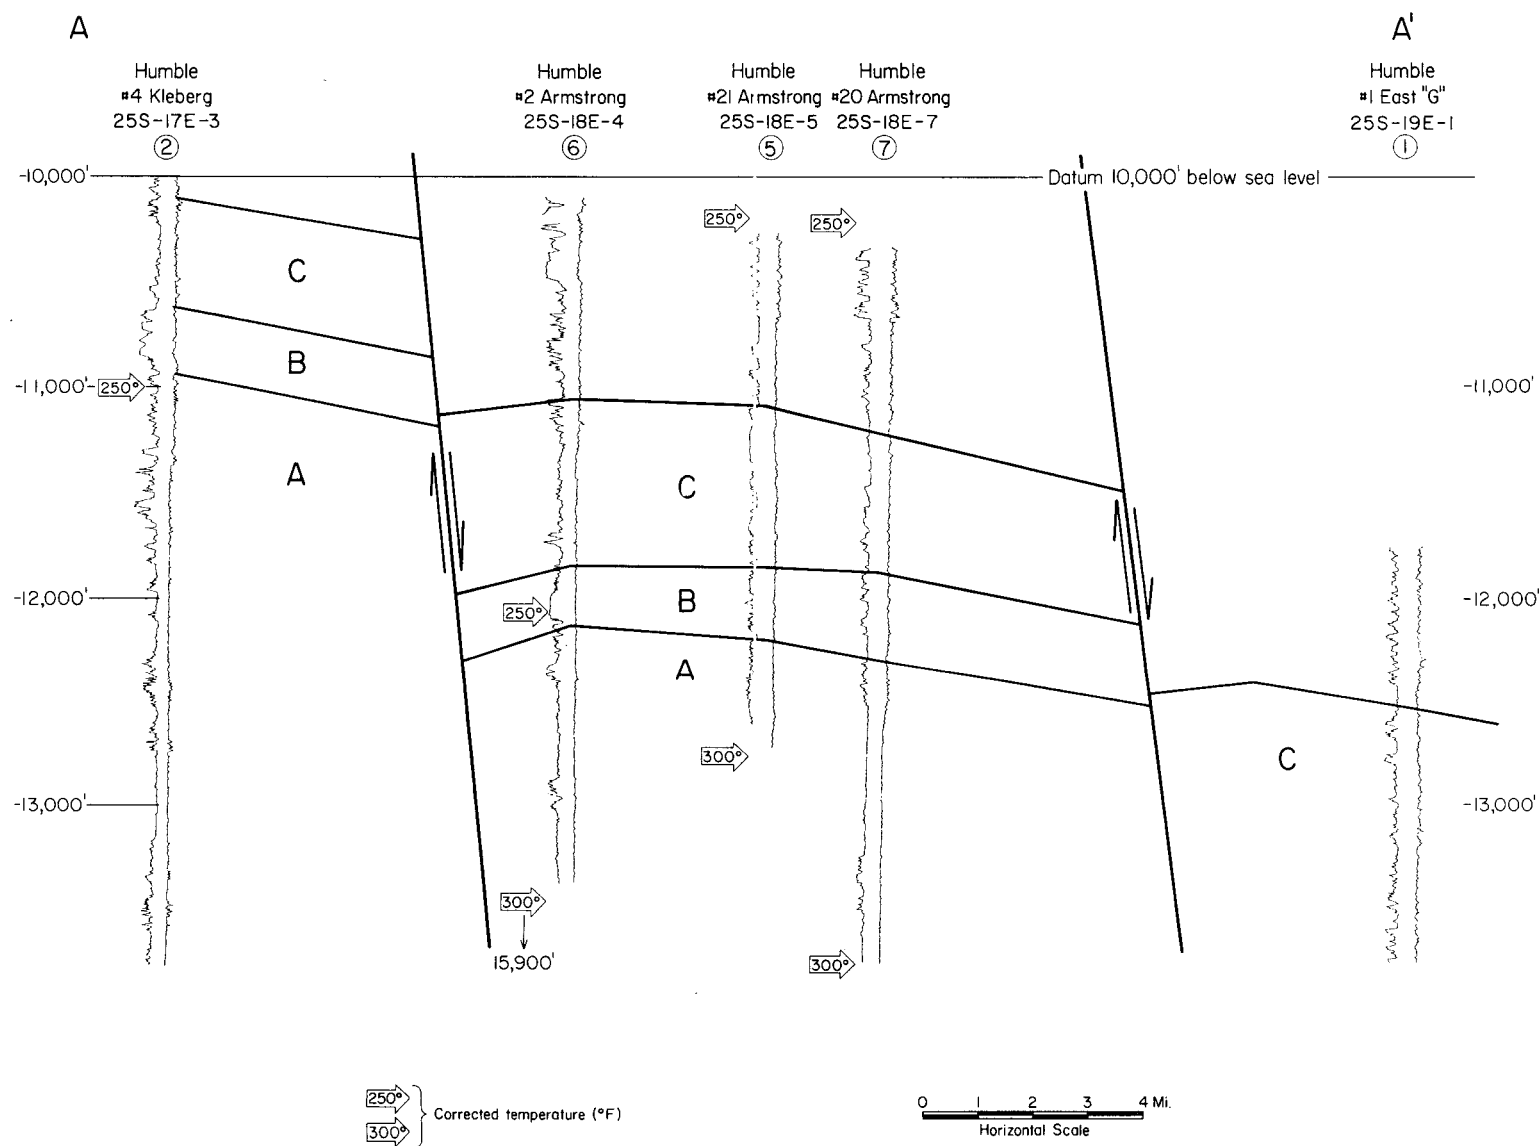 A
A'
Humble
#4 Kleberg
25S-17E-3
2
Humble
#2 Armstrong
25S-18E-4
6
Humble
#21 Armstrong
25S-18E-5
5
Humble
#20 Armstrong
25S-18E-7
7
Humble
#1 East "G"
25S-19E-1
1
-10,000'
Datum 10,000' below sea level
250°
250°
C
B
-11,000'
250°
-11,000'
A
C
-12,000'
250°
B
-12,000'
A
300°
C
-13,000'
-13,000'
300°
15,900'
300°
250°
300°
Corrected temperature (°F)
0 1 2 3 4 Mi.
Horizontal Scale